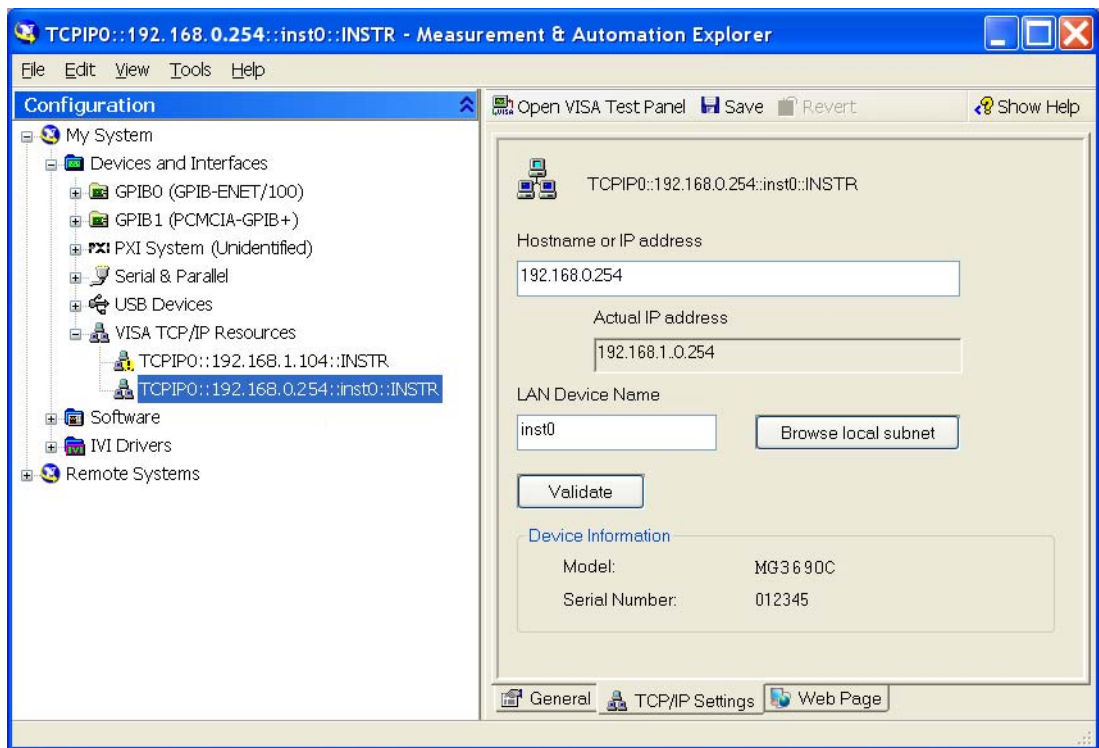 TCPIP0::192.168.0.254::inst0::INSTR - Measurement & Automation Explorer
File Edit View Tools Help
Configuration
My System
Devices and Interfaces
GPIB0 (GPIB-ENET/100)
GPIB1 (PCMCIA-GPIB+)
PXI PXI System (Unidentified)
Serial & Parallel
USB Devices
VISA TCP/IP Resources
TCPIP0::192.168.1.104::INSTR
TCPIP0::192.168.0.254::inst0::INSTR
Software
IVI IVI Drivers
Remote Systems
VISA Open VISA Test Panel Save Revert Show Help
TCPIP0::192.168.0.254::inst0::INSTR
Hostname or IP address
192.168.0.254
Actual IP address
192.168.1..0.254
LAN Device Name
inst0 Browse local subnet
Validate
Device Information
Model: MG3690C
Serial Number: 012345
General TCP/IP Settings Web Page